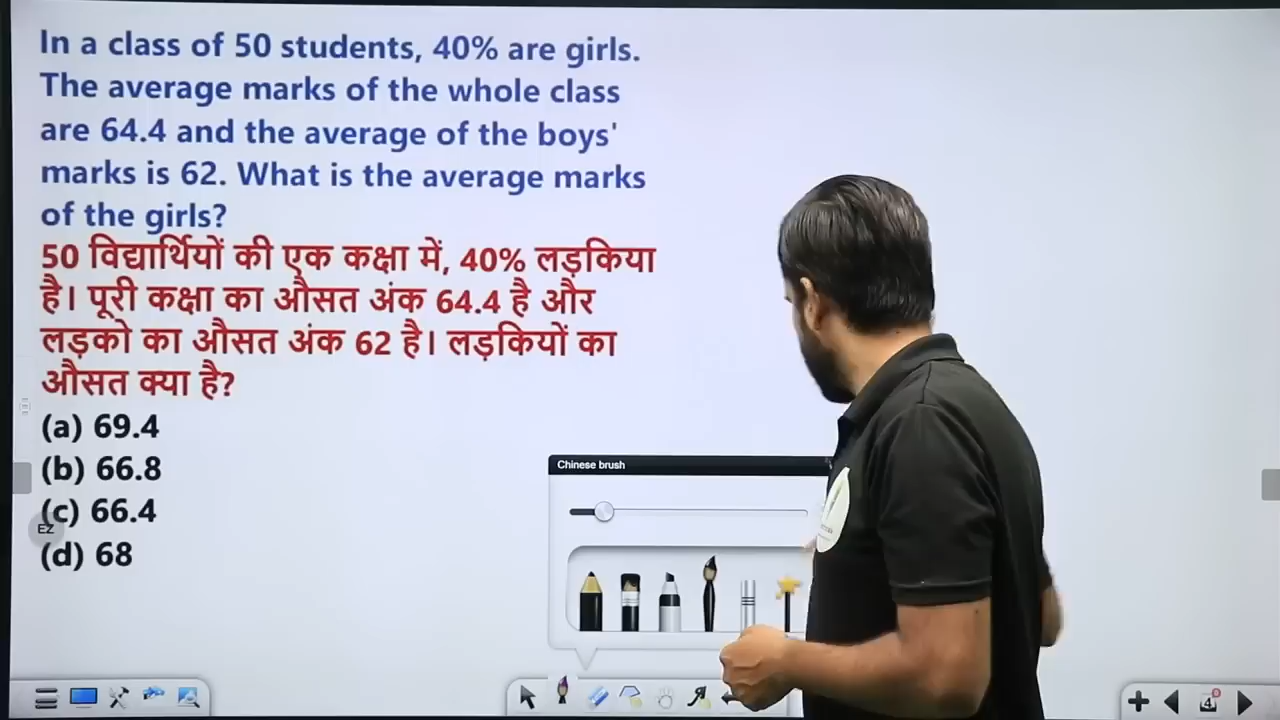 In a class of 50 students, 40% are girls.
The average marks of the whole class
are 64.4 and the average of the boys'
marks is 62. What is the average marks
of the girls?
50 विद्यार्थियों की एक कक्षा में, 40% लड़किया
है। पूरी कक्षा का औसत अंक 64.4 है और
लड़को का औसत अंक 62 है। लड़कियों का
औसत क्या है?
(a) 69.4
(b) 66.8
(c) 66.4
(d) 68
EZ
Chinese brush
4